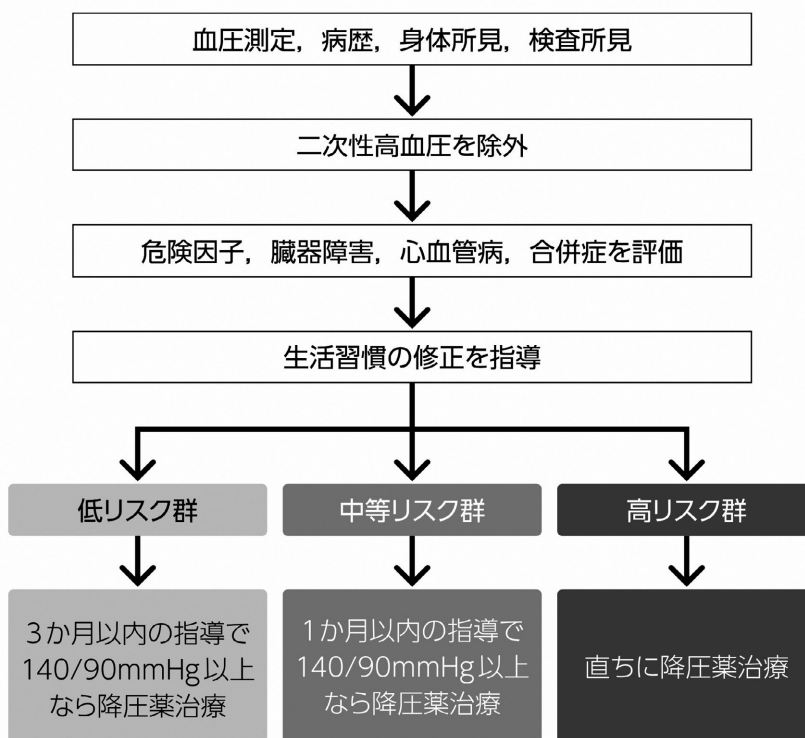 血圧測定，病歴，身体所見，検査所見
二次性高血圧を除外
危険因子，臓器障害，心血管病，合併症を評価
生活習慣の修正を指導
低リスク群
中等リスク群
高リスク群
3か月以内の指導で
140/90mmHg以上
なら降圧薬治療
1か月以内の指導で
140/90mmHg以上
なら降圧薬治療
直ちに降圧薬治療